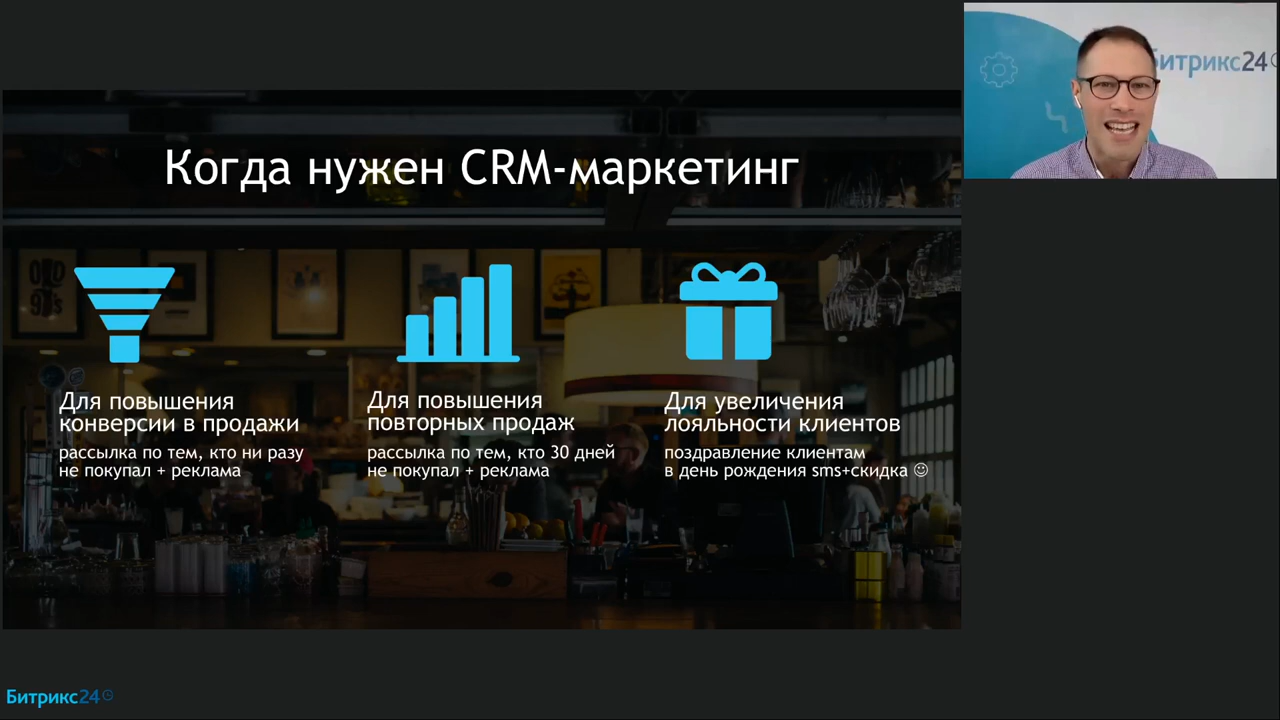 Битрикс24
Когда нужен CRM-маркетинг
Для повышения
конверсии в продажи
рассылка по тем, кто ни разу
не покупал + реклама
Для повышения
повторных продаж
рассылка по тем, кто 30 дней
не покупал + реклама
Для увеличения
лояльности клиентов
поздравление клиентам
в день рождения sms+скидка ☺
Битрикс24